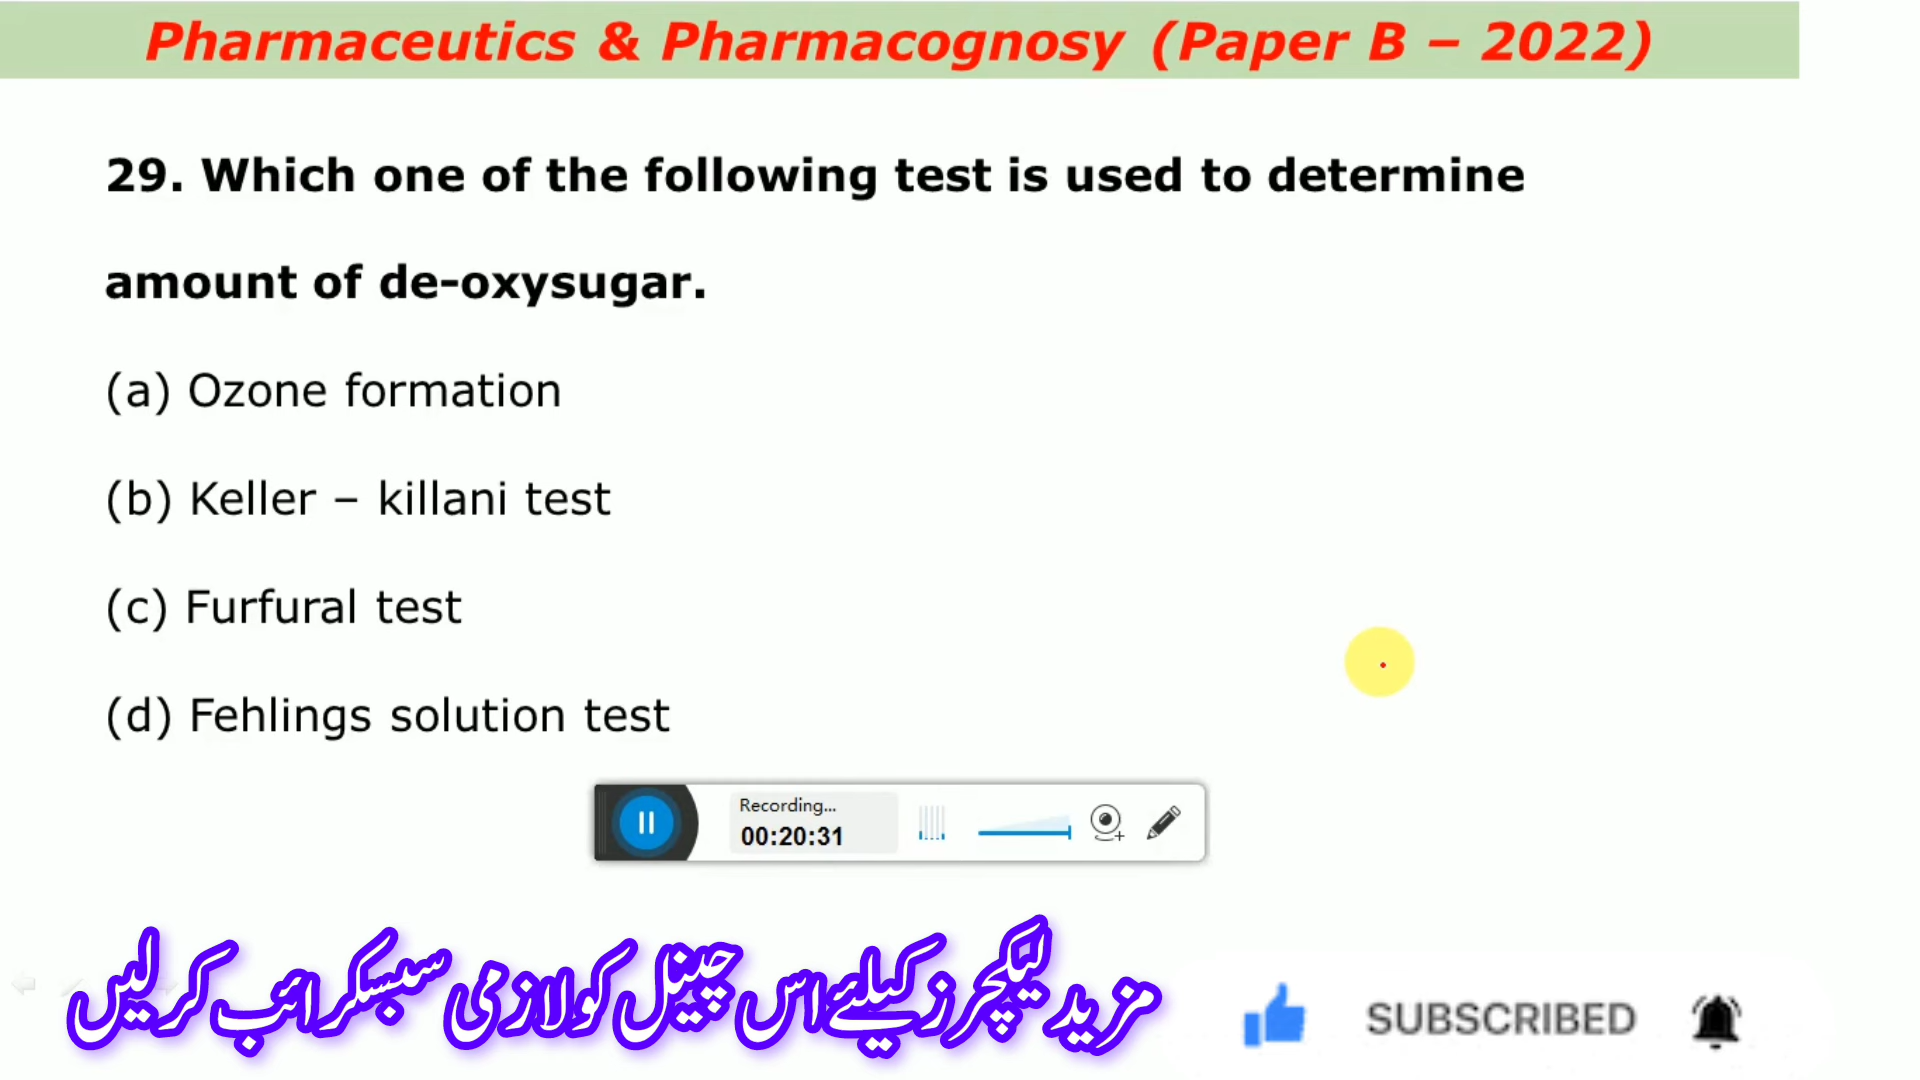 Pharmaceutics & Pharmacognosy (Paper B – 2022)
29. Which one of the following test is used to determine
amount of de-oxysugar.
(a) Ozone formation
(b) Keller – killani test
(c) Furfural test
(d) Fehlings solution test
Recording...
00:20:31
مزید لیکچرز کیلئے اس چینل کو لازمی سبسکرائب کرلیں
SUBSCRIBED